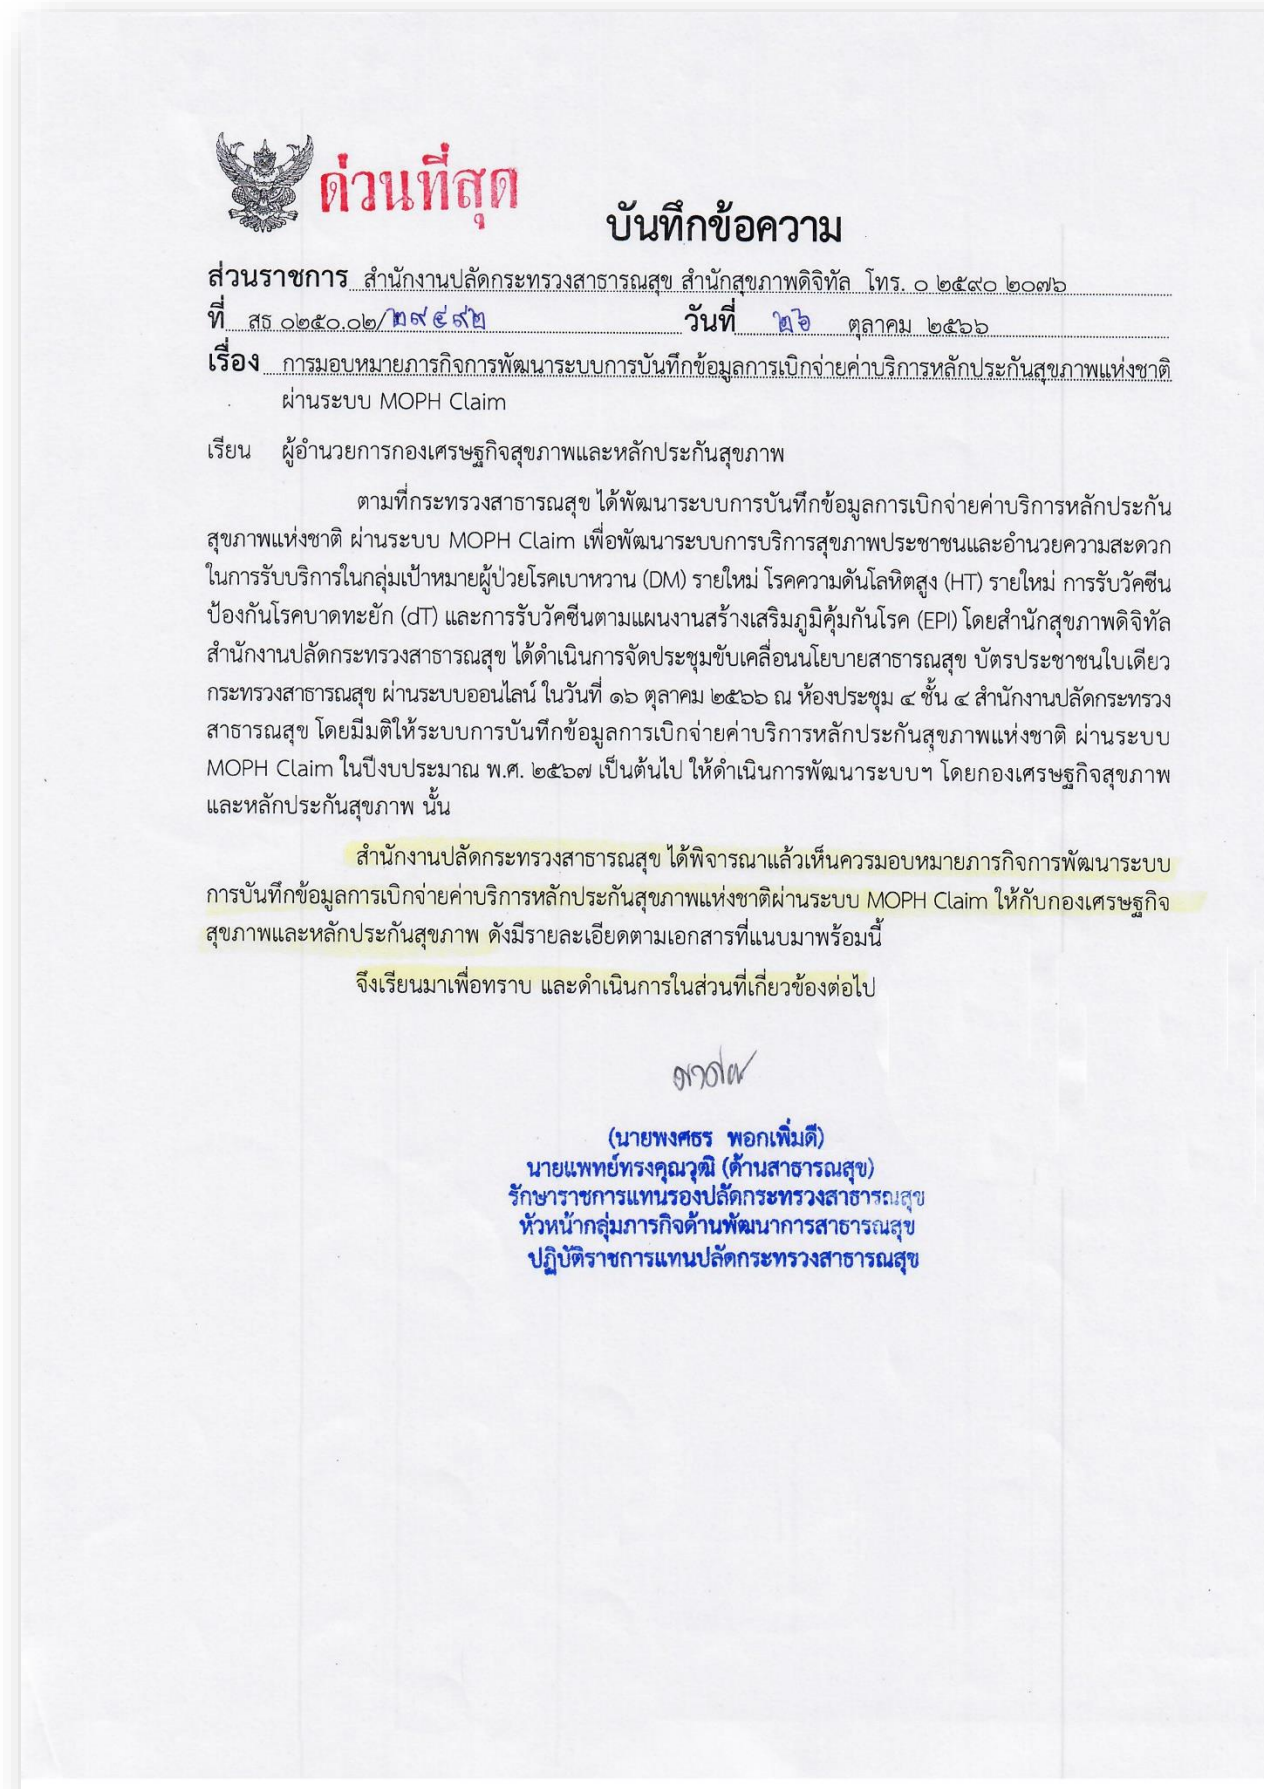 ด่วนที่สุด
บันทึกข้อความ
ส่วนราชการ สำนักงานปลัดกระทรวงสาธารณสุข สำนักสุขภาพดิจิทัล โทร. ๐ ๒๕๙๐ ๒๐๗๖
ที่ สธ ๐๒๕๐.๐๒/๒๙๔๙๒ วันที่ ๒๖ ตุลาคม ๒๕๖๖
เรื่อง การมอบหมายภารกิจการพัฒนาระบบการบันทึกข้อมูลการเบิกจ่ายค่าบริการหลักประกันสุขภาพแห่งชาติ
ผ่านระบบ MOPH Claim
เรียน ผู้อำนวยการกองเศรษฐกิจสุขภาพและหลักประกันสุขภาพ
ตามที่กระทรวงสาธารณสุข ได้พัฒนาระบบการบันทึกข้อมูลการเบิกจ่ายค่าบริการหลักประกัน
สุขภาพแห่งชาติ ผ่านระบบ MOPH Claim เพื่อพัฒนาระบบการบริการสุขภาพประชาชนและอำนวยความสะดวก
ในการรับบริการในกลุ่มเป้าหมายผู้ป่วยโรคเบาหวาน (DM) รายใหม่ โรคความดันโลหิตสูง (HT) รายใหม่ การรับวัคซีน
ป้องกันโรคบาดทะยัก (dT) และการรับวัคซีนตามแผนงานสร้างเสริมภูมิคุ้มกันโรค (EPI) โดยสำนักสุขภาพดิจิทัล
สำนักงานปลัดกระทรวงสาธารณสุข ได้ดำเนินการจัดประชุมขับเคลื่อนนโยบายสาธารณสุข บัตรประชาชนใบเดียว
กระทรวงสาธารณสุข ผ่านระบบออนไลน์ ในวันที่ ๑๖ ตุลาคม ๒๕๖๖ ณ ห้องประชุม ๔ ชั้น ๔ สำนักงานปลัดกระทรวง
สาธารณสุข โดยมีมติให้ระบบการบันทึกข้อมูลการเบิกจ่ายค่าบริการหลักประกันสุขภาพแห่งชาติ ผ่านระบบ
MOPH Claim ในปีงบประมาณ พ.ศ. ๒๕๖๗ เป็นต้นไป ให้ดำเนินการพัฒนาระบบฯ โดยกองเศรษฐกิจสุขภาพ
และหลักประกันสุขภาพ นั้น
สำนักงานปลัดกระทรวงสาธารณสุข ได้พิจารณาแล้วเห็นควรมอบหมายภารกิจการพัฒนาระบบ
การบันทึกข้อมูลการเบิกจ่ายค่าบริการหลักประกันสุขภาพแห่งชาติผ่านระบบ MOPH Claim ให้กับกองเศรษฐกิจ
สุขภาพและหลักประกันสุขภาพ ดังมีรายละเอียดตามเอกสารที่แนบมาพร้อมนี้
จึงเรียนมาเพื่อทราบ และดำเนินการในส่วนที่เกี่ยวข้องต่อไป
(นายพงศธร พอกเพิ่มดี)
นายแพทย์ทรงคุณวุฒิ (ด้านสาธารณสุข)
รักษาราชการแทนรองปลัดกระทรวงสาธารณสุข
หัวหน้ากลุ่มภารกิจด้านพัฒนาการสาธารณสุข
ปฏิบัติราชการแทนปลัดกระทรวงสาธารณสุข